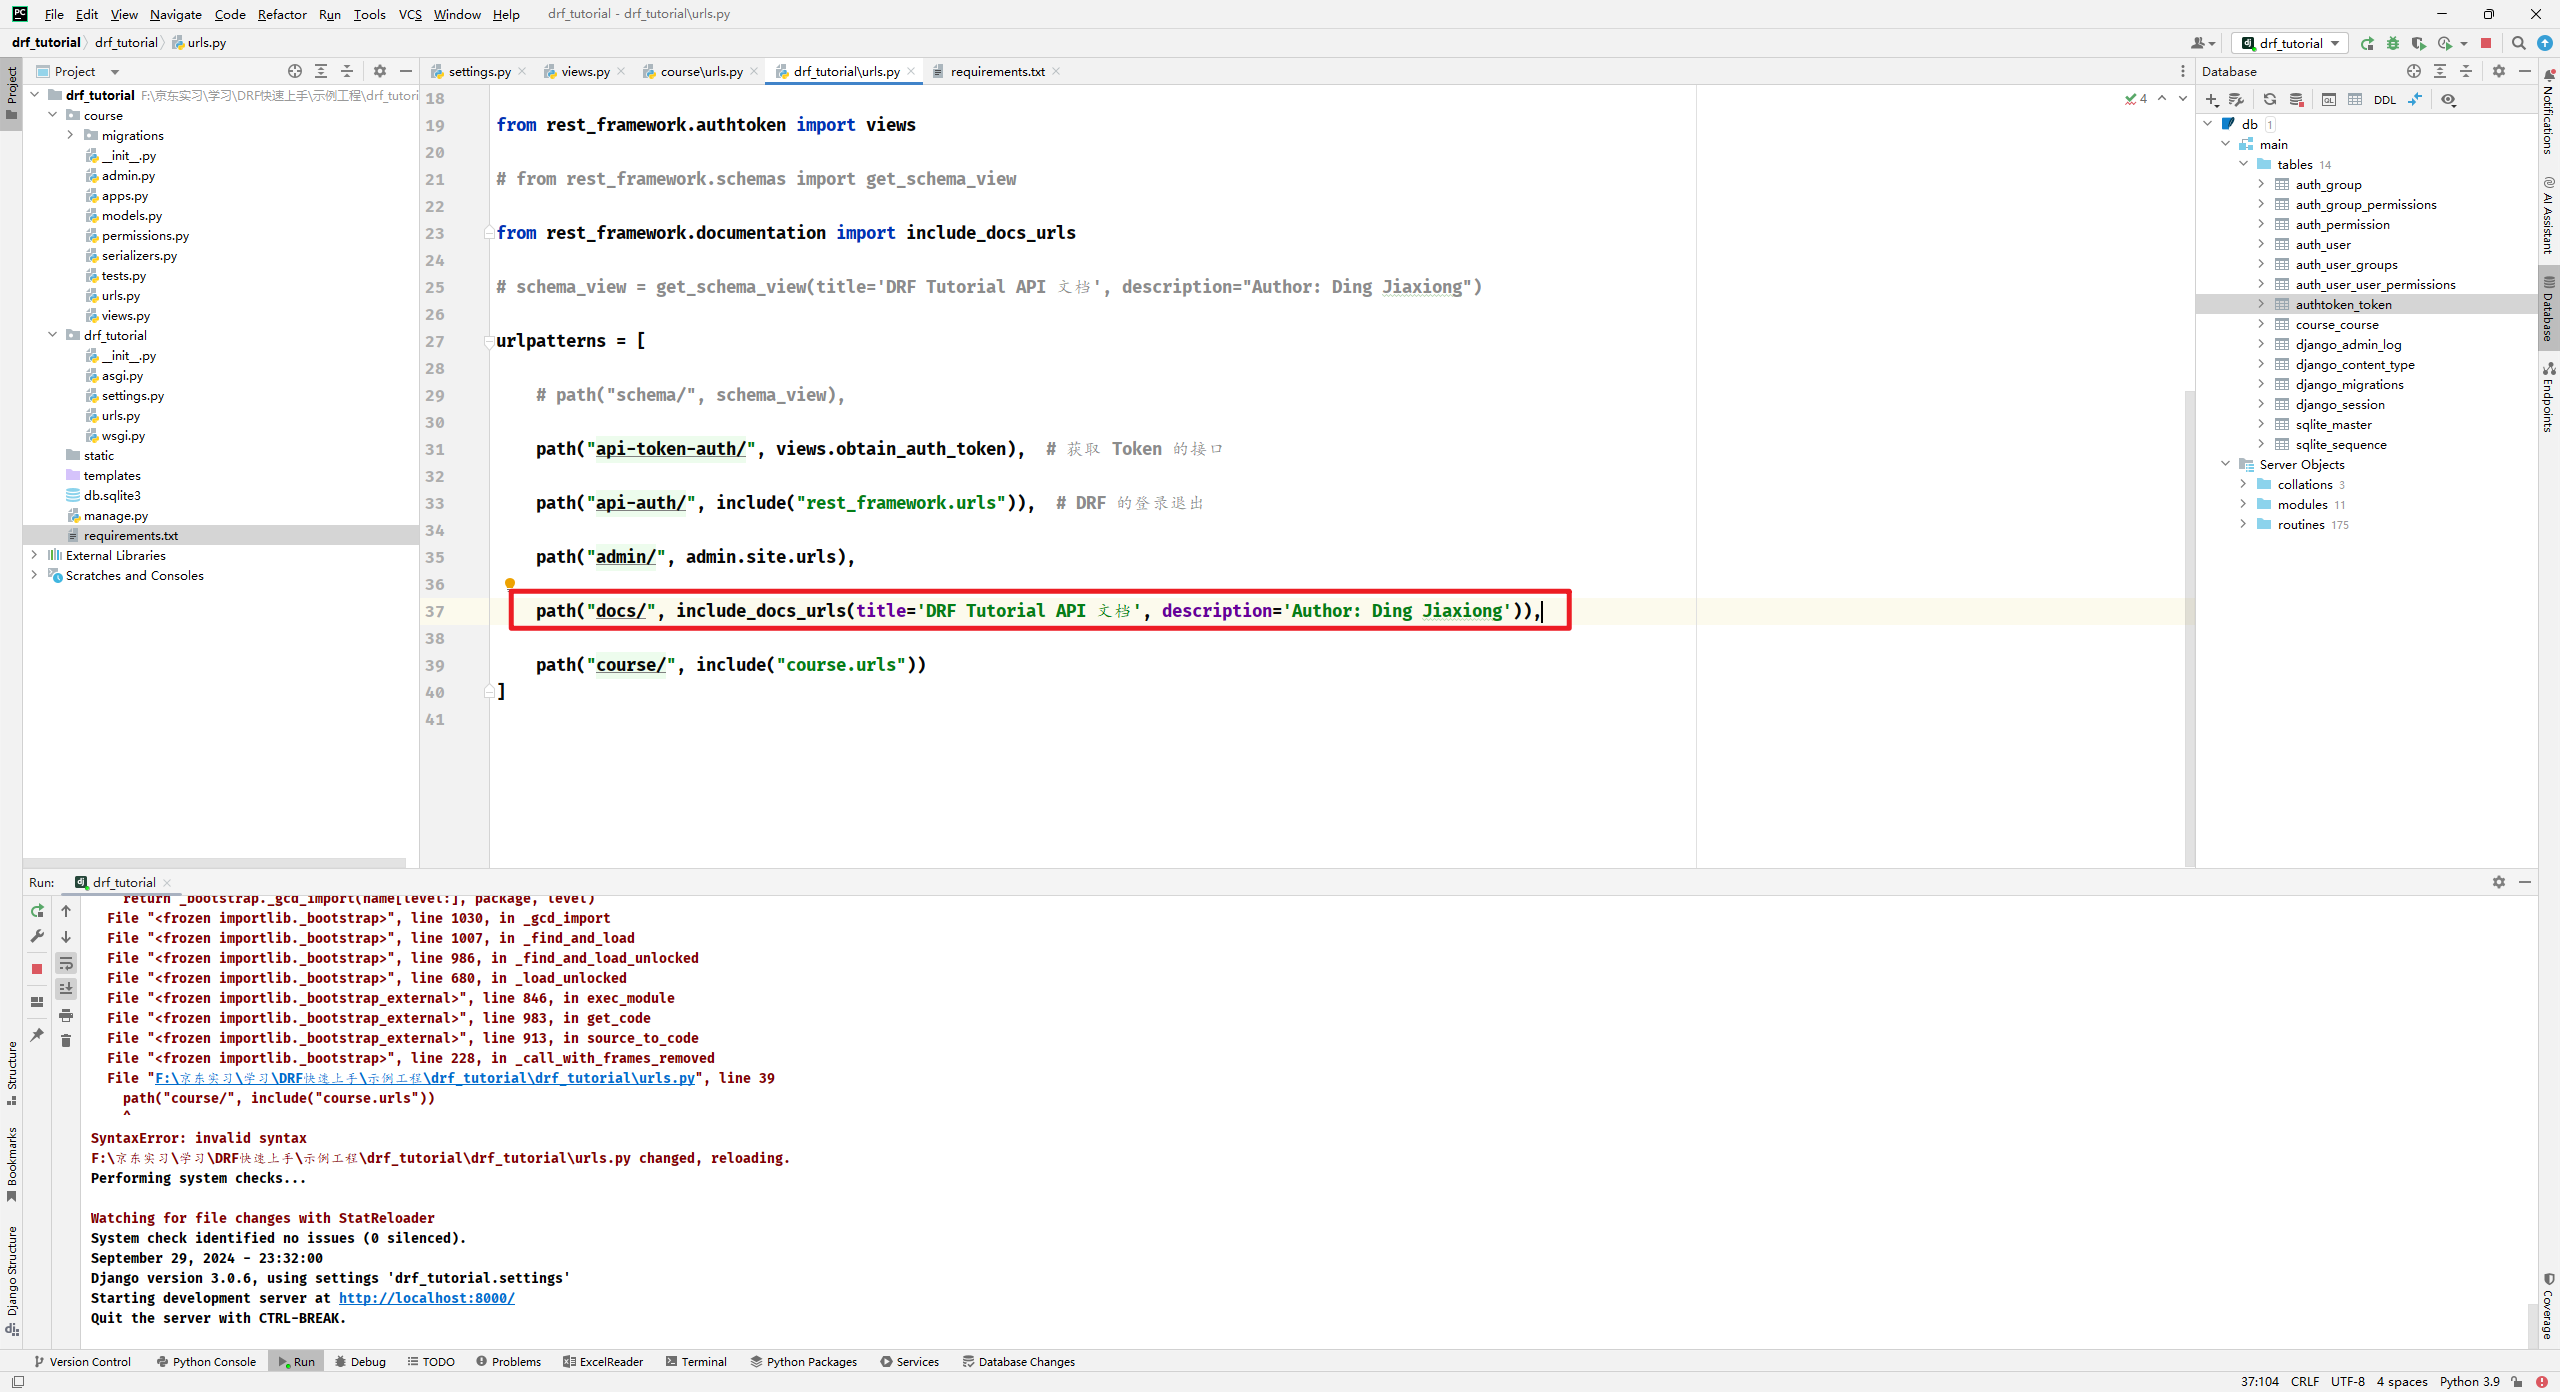 File Edit View Navigate Code Refactor Run Tools VCS Window Help drf_tutorial - drf_tutorial\urls.py
drf_tutorial drf_tutorial urls.py
drf_tutorial
Project
settings.py views.py course\urls.py drf_tutorial\urls.py requirements.txt
Database
Project
drf_tutorial F:\京东实习\学习\DRF快速上手\示例工程\drf_tutori
course
migrations
__init__.py
admin.py
apps.py
models.py
permissions.py
serializers.py
tests.py
urls.py
views.py
drf_tutorial
__init__.py
asgi.py
settings.py
urls.py
wsgi.py
static
templates
db.sqlite3
manage.py
requirements.txt
External Libraries
Scratches and Consoles
Structure
Bookmarks
Django Structure
4
18
19 from rest_framework.authtoken import views
20
21 # from rest_framework.schemas import get_schema_view
22
23 from rest_framework.documentation import include_docs_urls
24
25 # schema_view = get_schema_view(title='DRF Tutorial API 文档', description="Author: Ding Jiaxiong")
26
27 urlpatterns = [
28
29 # path("schema/", schema_view),
30
31 path("api-token-auth/", views.obtain_auth_token), # 获取 Token 的接口
32
33 path("api-auth/", include("rest_framework.urls")), # DRF 的登录退出
34
35 path("admin/", admin.site.urls),
36
37 path("docs/", include_docs_urls(title='DRF Tutorial API 文档', description='Author: Ding Jiaxiong')),
38
39 path("course/", include("course.urls"))
40 ]
41
DDL
db 1
main
tables 14
auth_group
auth_group_permissions
auth_permission
auth_user
auth_user_groups
auth_user_user_permissions
authtoken_token
course_course
django_admin_log
django_content_type
django_migrations
django_session
sqlite_master
sqlite_sequence
Server Objects
collations 3
modules 11
routines 175
Notifications
AI Assistant
Database
Endpoints
Coverage
Run: drf_tutorial
return _bootstrap._gcd_import(name[level:], package, level)
File "<frozen importlib._bootstrap>", line 1030, in _gcd_import
File "<frozen importlib._bootstrap>", line 1007, in _find_and_load
File "<frozen importlib._bootstrap>", line 986, in _find_and_load_unlocked
File "<frozen importlib._bootstrap>", line 680, in _load_unlocked
File "<frozen importlib._bootstrap_external>", line 846, in exec_module
File "<frozen importlib._bootstrap_external>", line 983, in get_code
File "<frozen importlib._bootstrap_external>", line 913, in source_to_code
File "<frozen importlib._bootstrap>", line 228, in _call_with_frames_removed
File "F:\京东实习\学习\DRF快速上手\示例工程\drf_tutorial\drf_tutorial\urls.py", line 39
path("course/", include("course.urls"))
^
SyntaxError: invalid syntax
F:\京东实习\学习\DRF快速上手\示例工程\drf_tutorial\drf_tutorial\urls.py changed, reloading.
Performing system checks...
Watching for file changes with StatReloader
System check identified no issues (0 silenced).
September 29, 2024 - 23:32:00
Django version 3.0.6, using settings 'drf_tutorial.settings'
Starting development server at http://localhost:8000/
Quit the server with CTRL-BREAK.
Version Control Python Console Run Debug TODO Problems ExcelReader Terminal Python Packages Services Database Changes
37:104 CRLF UTF-8 4 spaces Python 3.9